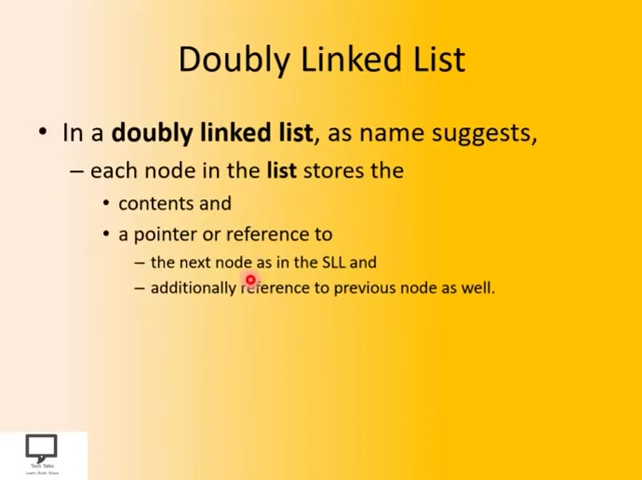 Doubly Linked List
• In a doubly linked list, as name suggests,
– each node in the list stores the
• contents and
• a pointer or reference to
– the next node as in the SLL and
– additionally reference to previous node as well.
Tech Talks